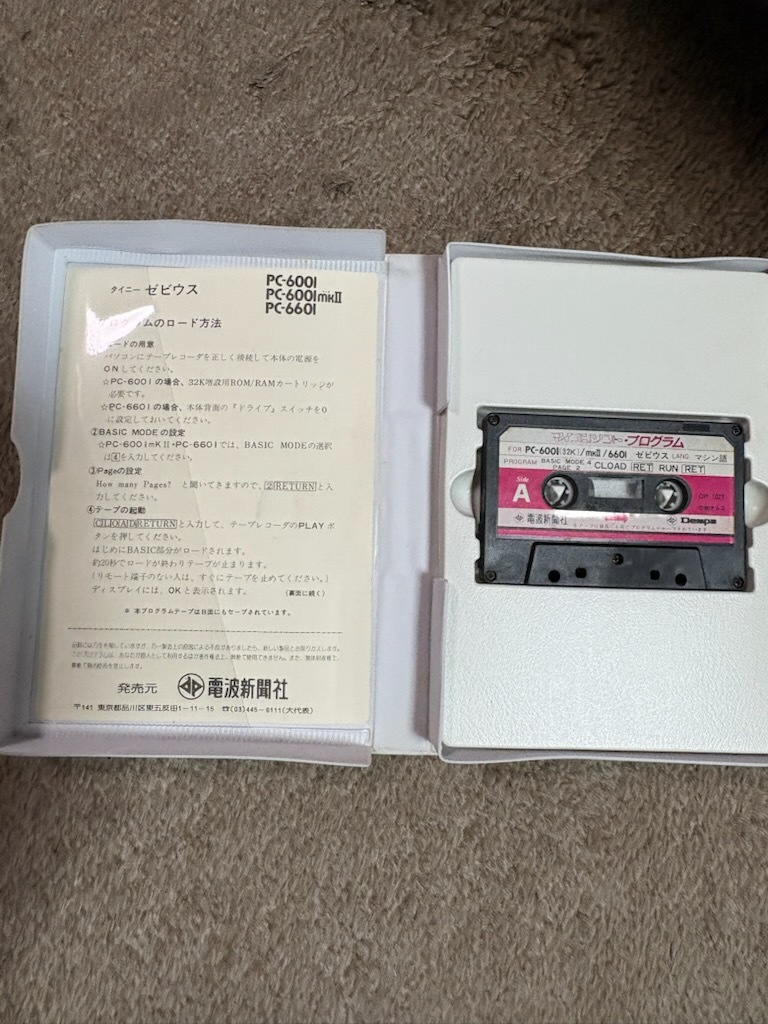 タイニー ゼビウス
PC-6001
PC-6001mkII
PC-6601
プログラムのロード方法
ードの用意
パソコンにテープレコーダを正しく接続して本体の電源を
ONしてください。
☆PC-6001の場合、32K増設用ROM/RAMカートリッジが
必要です。
☆PC-6601の場合、本体背面の『ドライブ』スイッチを0
に設定しておいてください。
②BASIC MODEの設定
☆PC-6001mKII・PC-6601では、BASIC MODEの選択
は4を入力してください。
③Pageの設定
How many Pages? と聞いてきますので、2 RETURNと入
力してください。
④テープの起動
CLOAD RETURNと入力して、テープレコーダのPLAYボ
タンを押してください。
はじめにBASIC部分がロードされます。
約20秒でロードが終わりテープが止まります。
(リモート端子のない人は、すぐにテープを止めてください。)
ディスプレイには、OKと表示されます。 (裏面に続く)
※ 本プログラムテープはB面にもセーブされています。
発売元 電波新聞社
〒141 東京都品川区東五反田1-11-15 ☎(03)445-6111(大代表)
マイコンソフト・プログラム
FOR PC-6001(32K)/mkII/6601 ゼビウス LANG. マシン語
PROGRAM BASIC MODE 4
PAGE 2 CLOAD RET RUN RET
Side
A
電波新聞社
Dempa